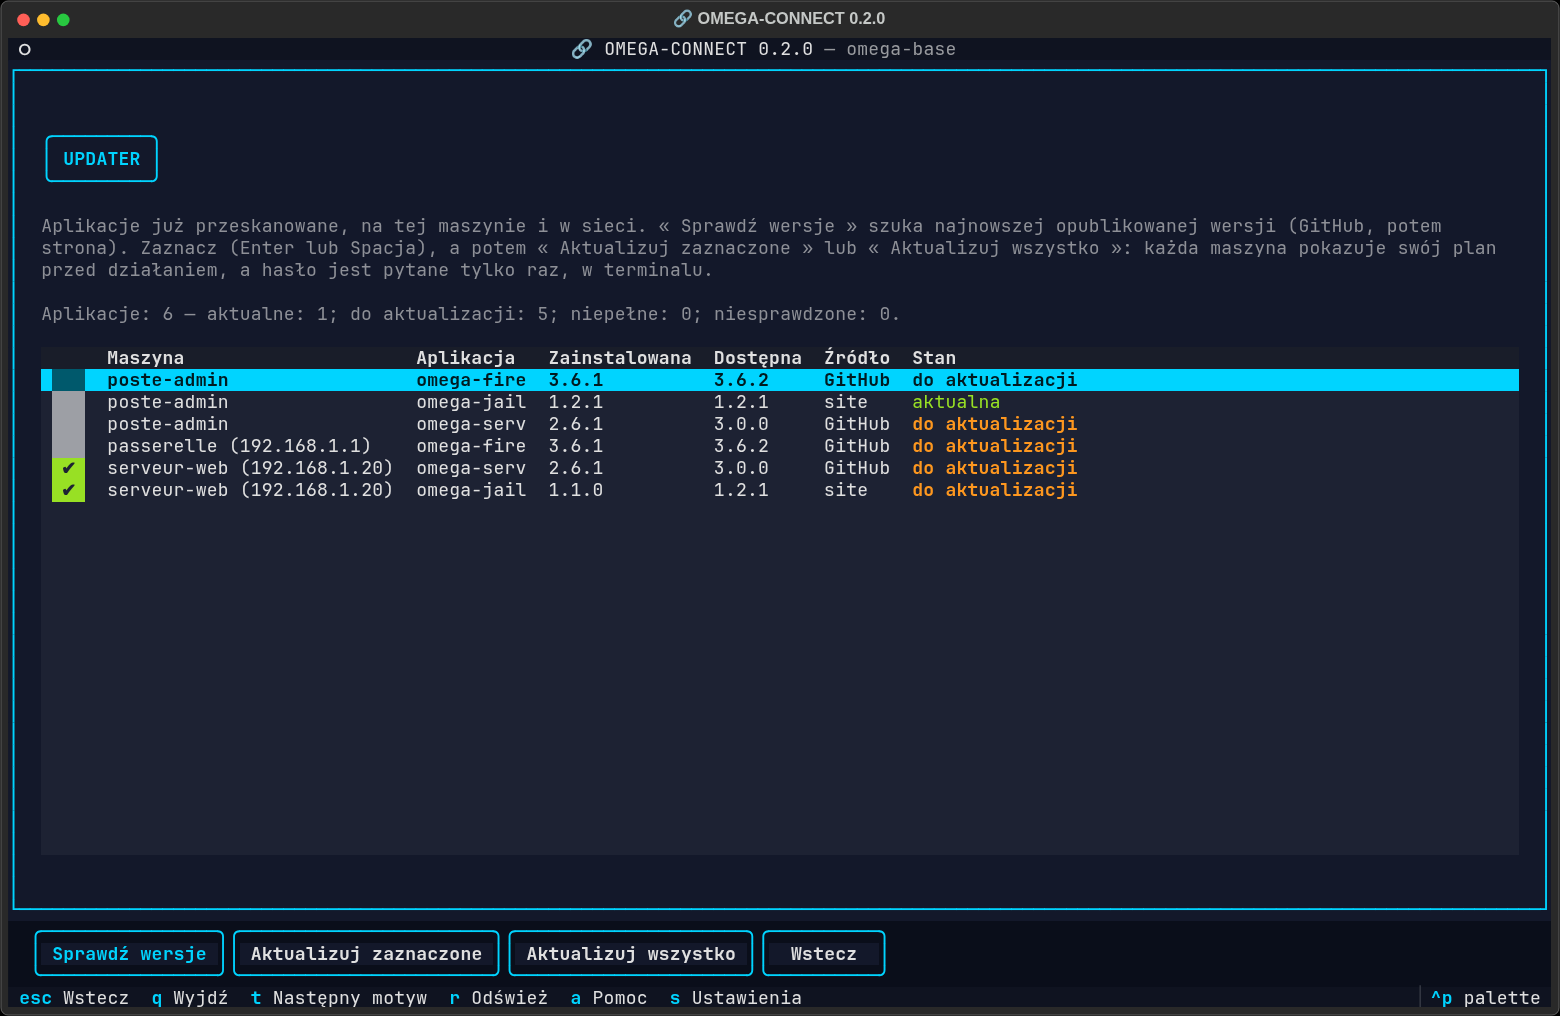 🔗 OMEGA-CONNECT 0.2.0
🔗 OMEGA-CONNECT 0.2.0 — omega-base
UPDATER
Aplikacje już przeskanowane, na tej maszynie i w sieci. « Sprawdź wersje » szuka najnowszej opublikowanej wersji (GitHub, potem
strona). Zaznacz (Enter lub Spacja), a potem « Aktualizuj zaznaczone » lub « Aktualizuj wszystko »: każda maszyna pokazuje swój plan
przed działaniem, a hasło jest pytane tylko raz, w terminalu.
Aplikacje: 6 — aktualne: 1; do aktualizacji: 5; niepełne: 0; niesprawdzone: 0.
Maszyna Aplikacja Zainstalowana Dostępna Źródło Stan
poste-admin omega-fire 3.6.1 3.6.2 GitHub do aktualizacji
poste-admin omega-jail 1.2.1 1.2.1 site aktualna
poste-admin omega-serv 2.6.1 3.0.0 GitHub do aktualizacji
passerelle (192.168.1.1) omega-fire 3.6.1 3.6.2 GitHub do aktualizacji
✔ serveur-web (192.168.1.20) omega-serv 2.6.1 3.0.0 GitHub do aktualizacji
✔ serveur-web (192.168.1.20) omega-jail 1.1.0 1.2.1 site do aktualizacji
Sprawdź wersje Aktualizuj zaznaczone Aktualizuj wszystko Wstecz
esc Wstecz q Wyjdź t Następny motyw r Odśwież a Pomoc s Ustawienia ^p palette